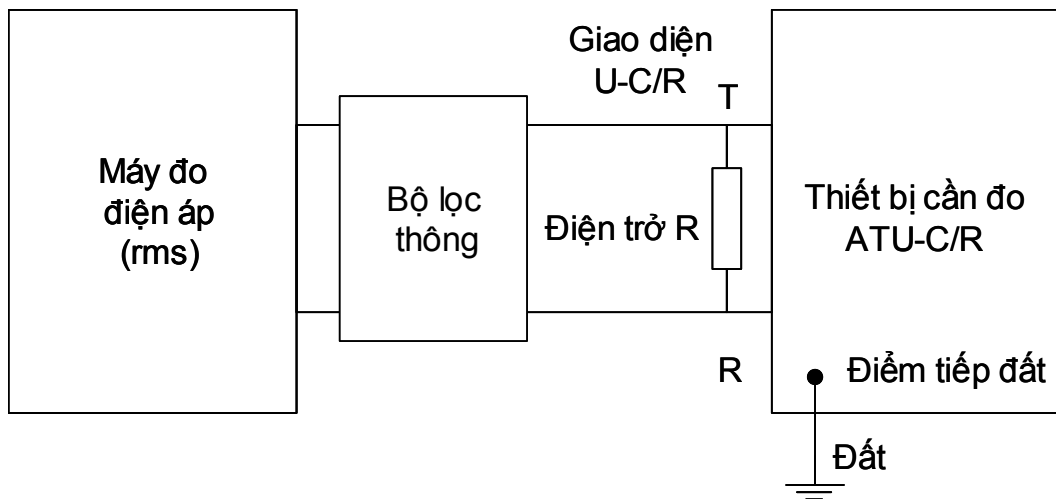 Máy đo
điện áp
(rms)
Bộ lọc
thông
Giao diện
U-C/R
T
Điện trở R
R
Thiết bị cần đo
ATU-C/R
Điểm tiếp đất
Đất